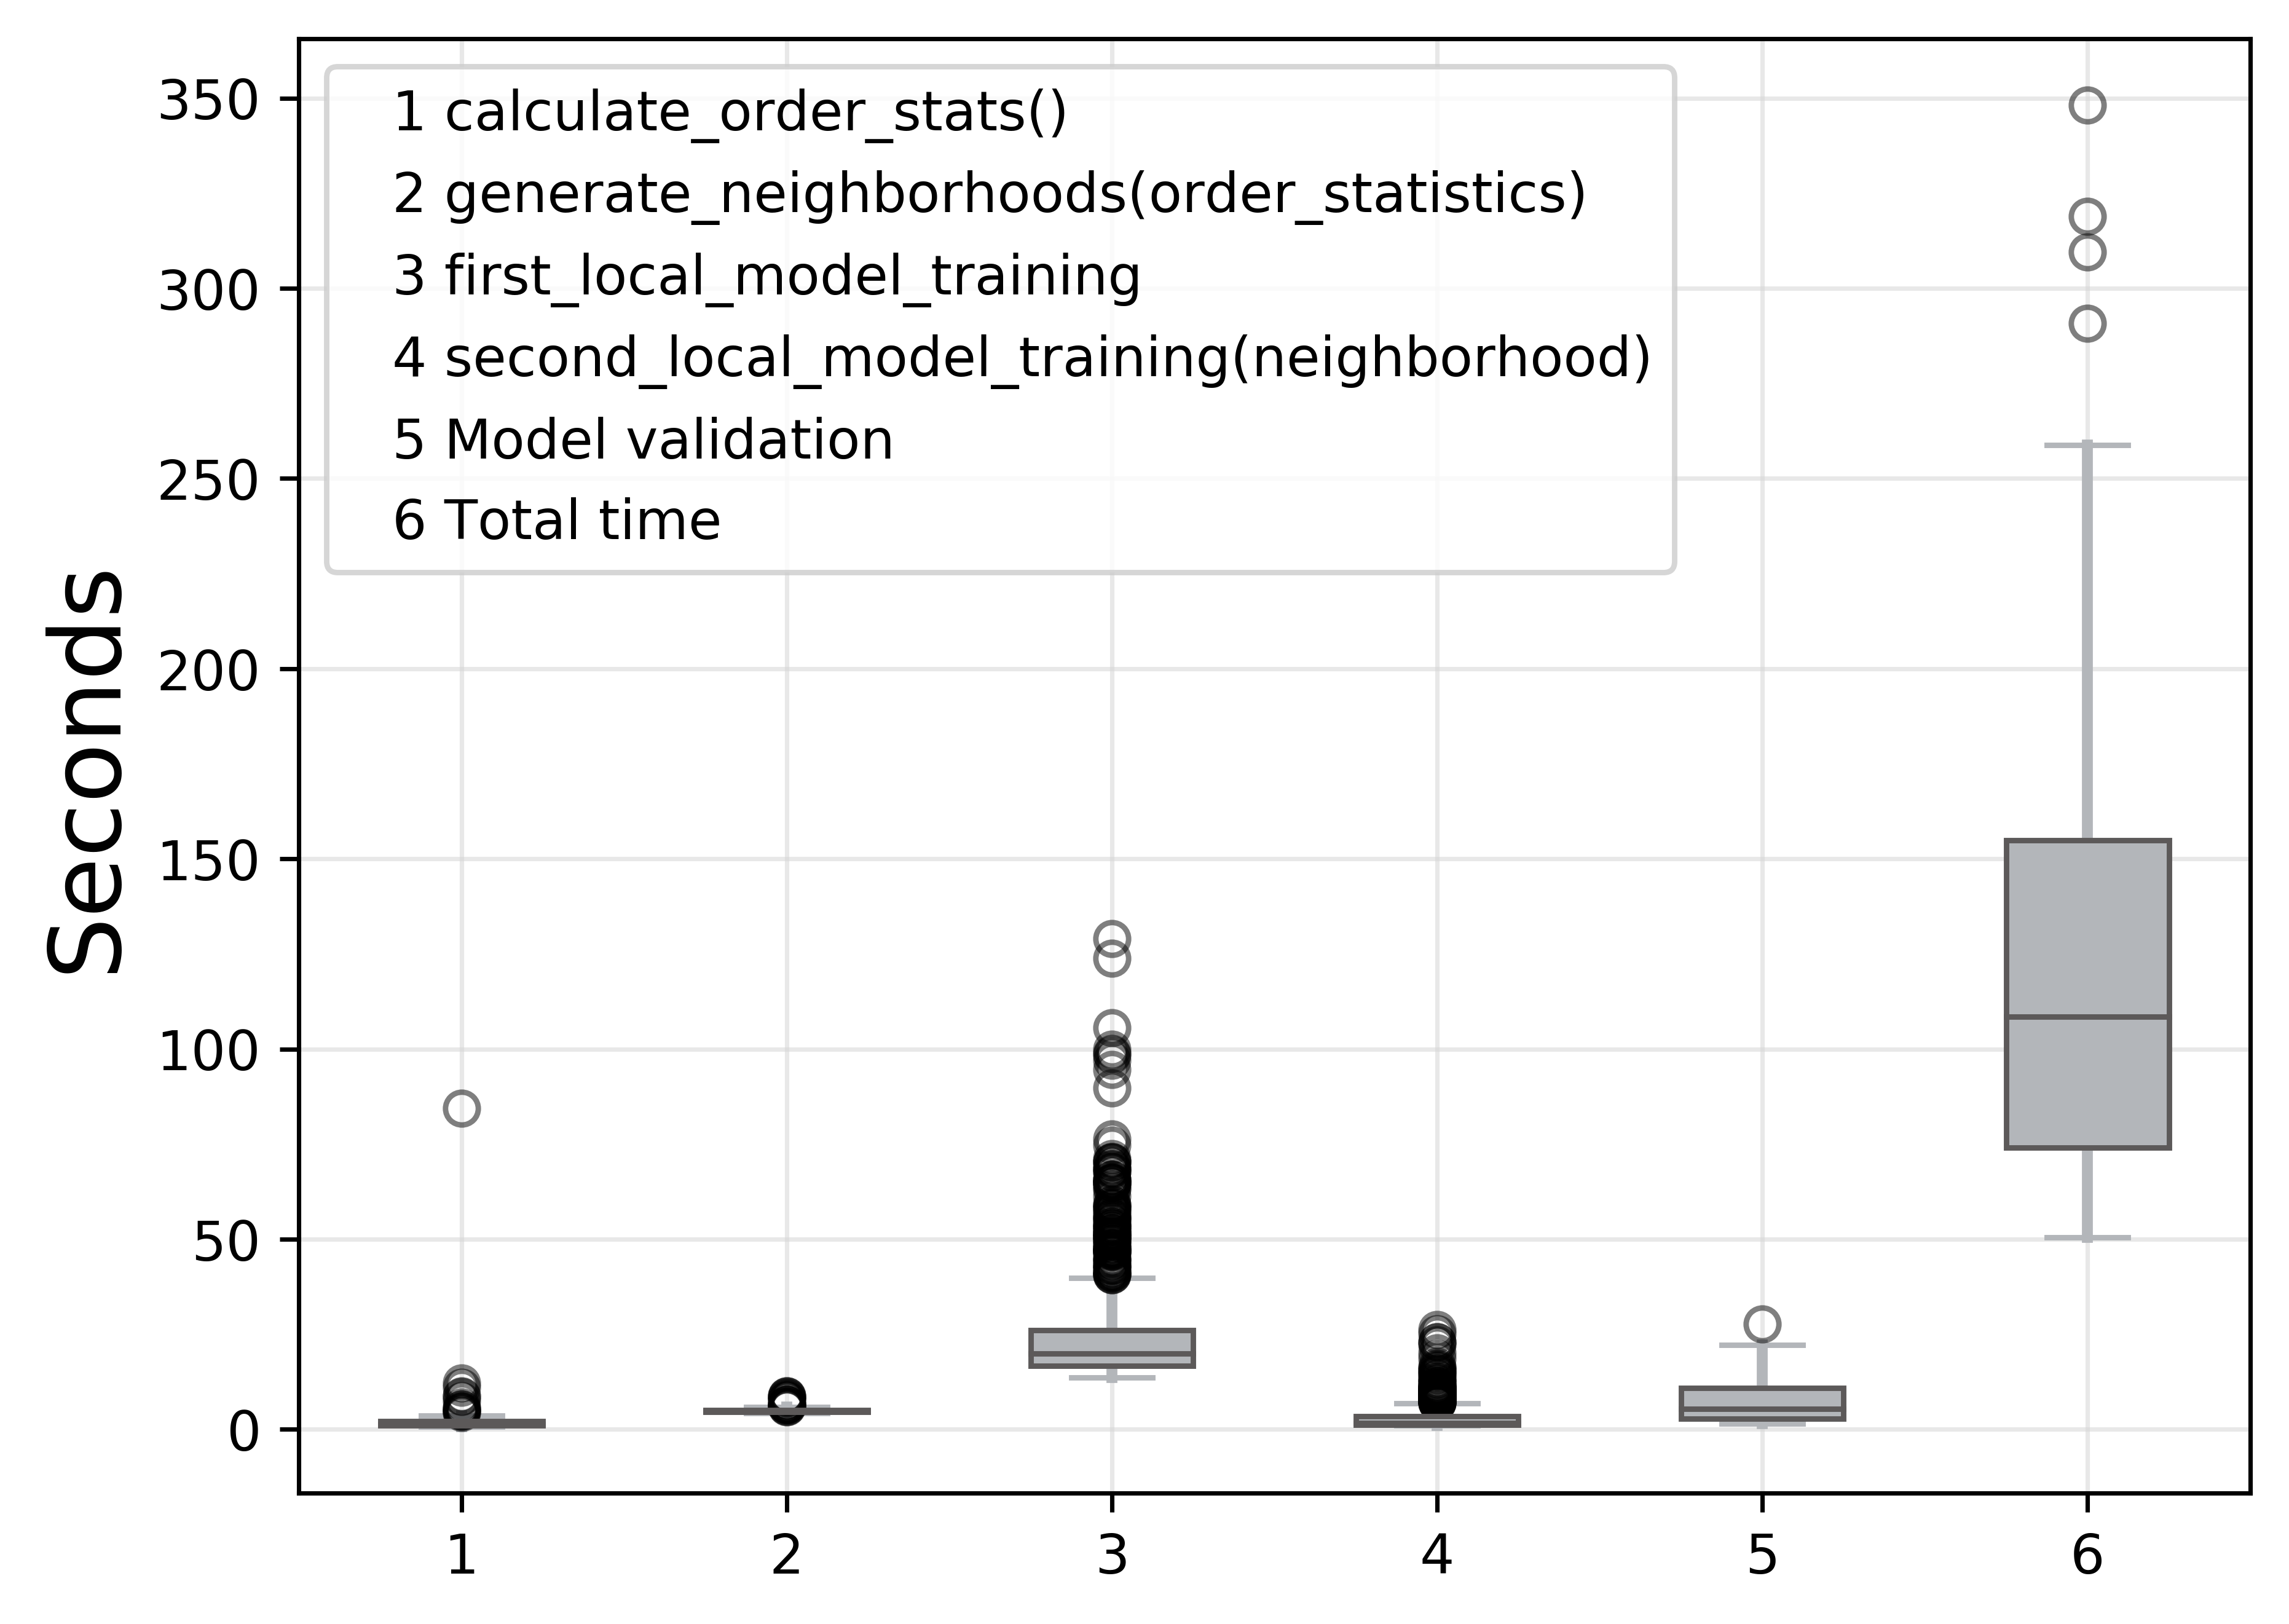 350
300
250
200
150
100
50
0
Seconds
1 calculate_order_stats()
2 generate_neighborhoods(order_statistics)
3 first_local_model_training
4 second_local_model_training(neighborhood)
5 Model validation
6 Total time
1 2 3 4 5 6